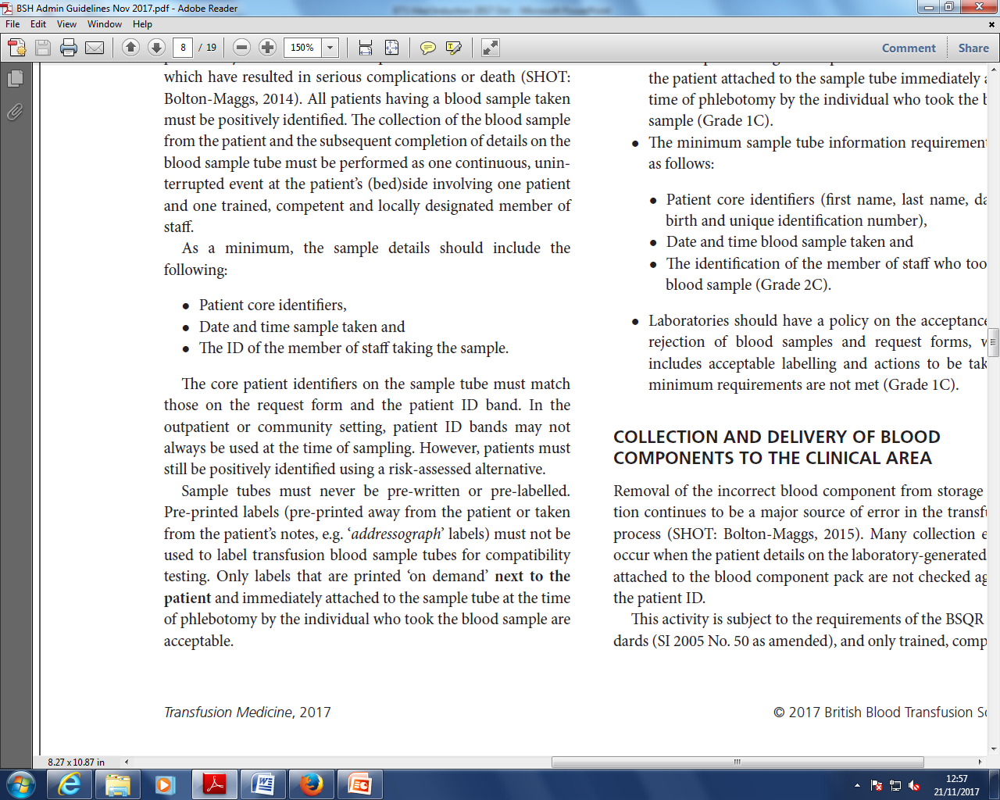 BSH Admin Guidelines Nov 2017.pdf - Adobe Reader
File Edit View Window Help
8 / 19 150% Comment Share
which have resulted in serious complications or death (SHOT:
Bolton-Maggs, 2014). All patients having a blood sample taken
must be positively identified. The collection of the blood sample
from the patient and the subsequent completion of details on the
blood sample tube must be performed as one continuous, unin-
terrupted event at the patient’s (bed)side involving one patient
and one trained, competent and locally designated member of
staff.
As a minimum, the sample details should include the
following:
• Patient core identifiers,
• Date and time sample taken and
• The ID of the member of staff taking the sample.
The core patient identifiers on the sample tube must match
those on the request form and the patient ID band. In the
outpatient or community setting, patient ID bands may not
always be used at the time of sampling. However, patients must
still be positively identified using a risk-assessed alternative.
Sample tubes must never be pre-written or pre-labelled.
Pre-printed labels (pre-printed away from the patient or taken
from the patient’s notes, e.g. ‘addressograph’ labels) must not be
used to label transfusion blood sample tubes for compatibility
testing. Only labels that are printed ‘on demand’ next to the
patient and immediately attached to the sample tube at the time
of phlebotomy by the individual who took the blood sample are
acceptable.
Transfusion Medicine, 2017
the patient attached to the sample tube immediately a
time of phlebotomy by the individual who took the b
sample (Grade 1C).
• The minimum sample tube information requirement
as follows:
• Patient core identifiers (first name, last name, da
birth and unique identification number),
• Date and time blood sample taken and
• The identification of the member of staff who too
blood sample (Grade 2C).
• Laboratories should have a policy on the acceptance
rejection of blood samples and request forms, w
includes acceptable labelling and actions to be tak
minimum requirements are not met (Grade 1C).
COLLECTION AND DELIVERY OF BLOOD
COMPONENTS TO THE CLINICAL AREA
Removal of the incorrect blood component from storage
tion continues to be a major source of error in the transfu
process (SHOT: Bolton-Maggs, 2015). Many collection e
occur when the patient details on the laboratory-generated
attached to the blood component pack are not checked ag
the patient ID.
This activity is subject to the requirements of the BSQR
dards (SI 2005 No. 50 as amended), and only trained, comp
© 2017 British Blood Transfusion So
8.27 x 10.87 in
12:57
21/11/2017